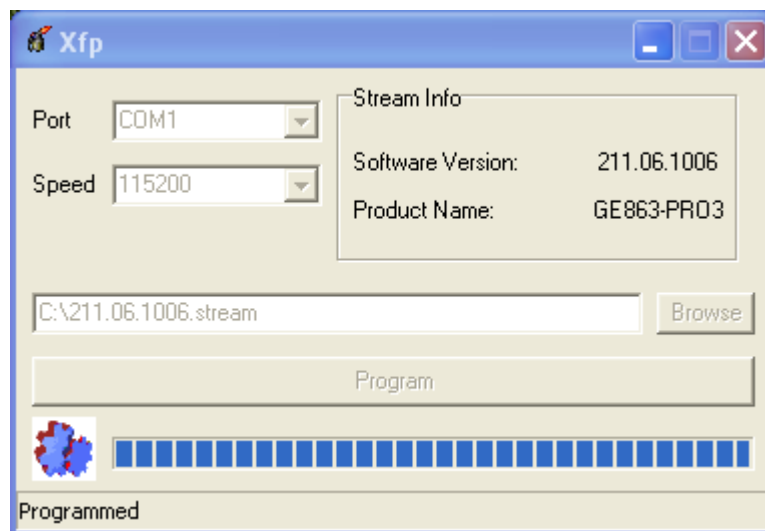 Xfp
Port COM1
Speed 115200
Stream Info
Software Version: 211.06.1006
Product Name: GE863-PRO3
C:\211.06.1006.stream Browse
Program
Programmed